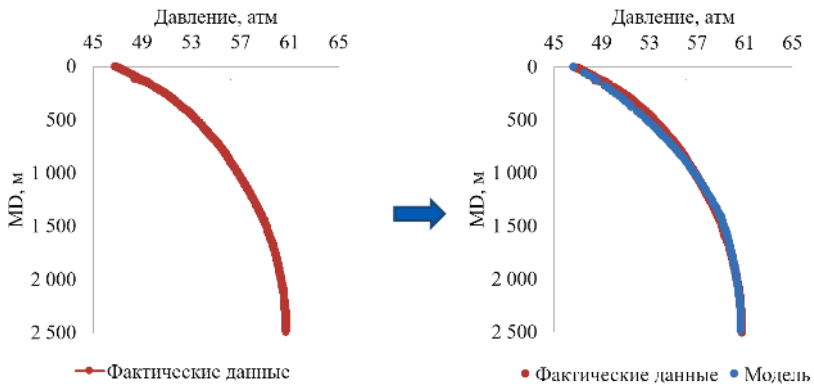 Давление, атм
45 49 53 57 61 65
0
500
1 000
1 500
2 000
2 500
MD, м
Фактические данные
Давление, атм
45 49 53 57 61 65
0
500
1 000
1 500
2 000
2 500
MD, м
Фактические данные Модель